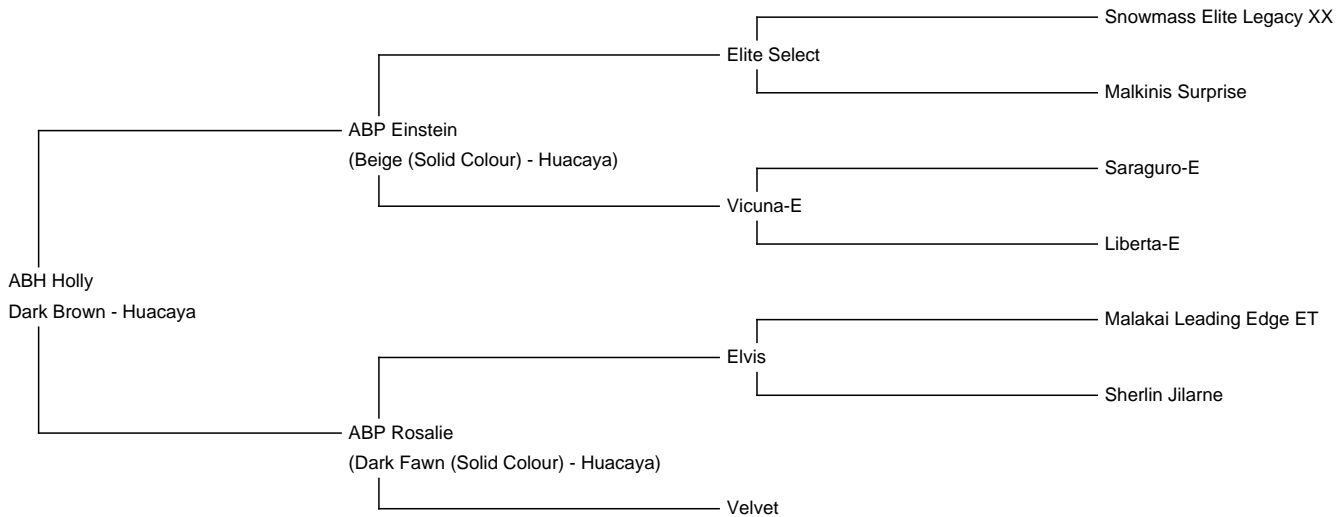 Snowmass Elite Legacy XX
Elite Select
Malkinis Surprise
ABP Einstein
(Beige (Solid Colour) - Huacaya)
Saraguro-E
Vicuna-E
Liberta-E
ABH Holly
Dark Brown - Huacaya
Malakai Leading Edge ET
Elvis
Sherlin Jilarne
ABP Rosalie
(Dark Fawn (Solid Colour) - Huacaya)
Velvet